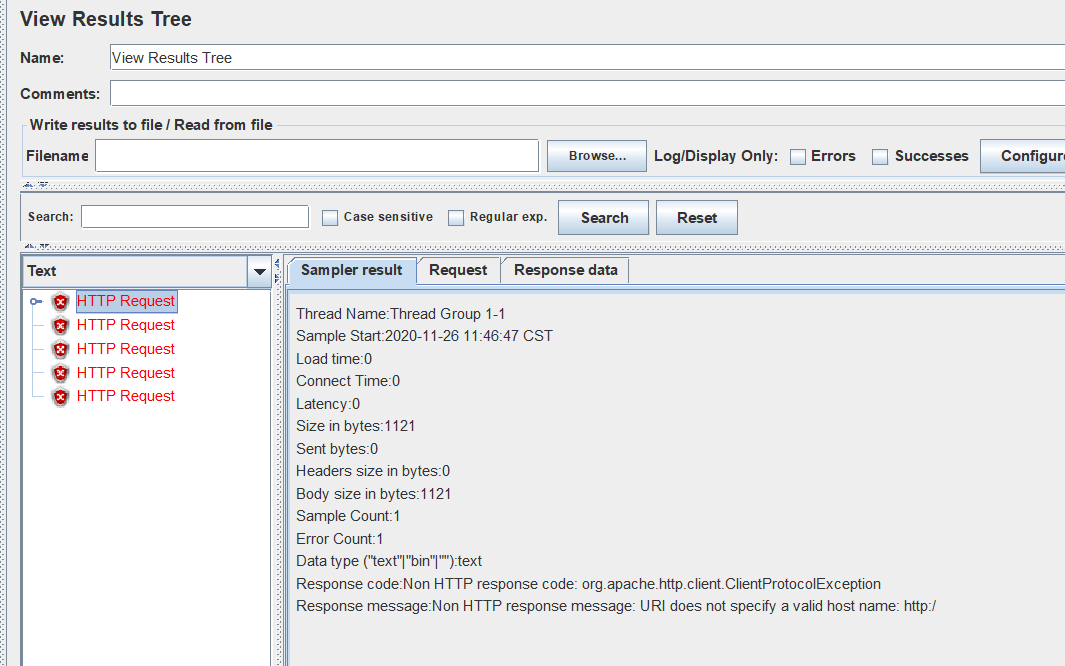 View Results Tree
Name: View Results Tree
Comments:
Write results to file / Read from file
Filename Browse... Log/Display Only: Errors Successes Configure
Search: Case sensitive Regular exp. Search Reset
Text
HTTP Request
HTTP Request
HTTP Request
HTTP Request
HTTP Request
Sampler result Request Response data
Thread Name:Thread Group 1-1
Sample Start:2020-11-26 11:46:47 CST
Load time:0
Connect Time:0
Latency:0
Size in bytes:1121
Sent bytes:0
Headers size in bytes:0
Body size in bytes:1121
Sample Count:1
Error Count:1
Data type ("text"|"bin"|""):text
Response code:Non HTTP response code: org.apache.http.client.ClientProtocolException
Response message:Non HTTP response message: URI does not specify a valid host name: http:/